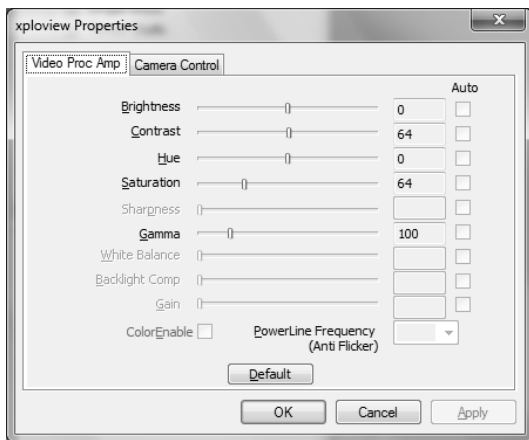 xploview Properties
Video Proc Amp Camera Control
Auto
Brightness 0
Contrast 64
Hue 0
Saturation 64
Sharpness
Gamma 100
White Balance
Backlight Comp
Gain
ColorEnable PowerLine Frequency
(Anti Flicker)
Default
OK Cancel Apply